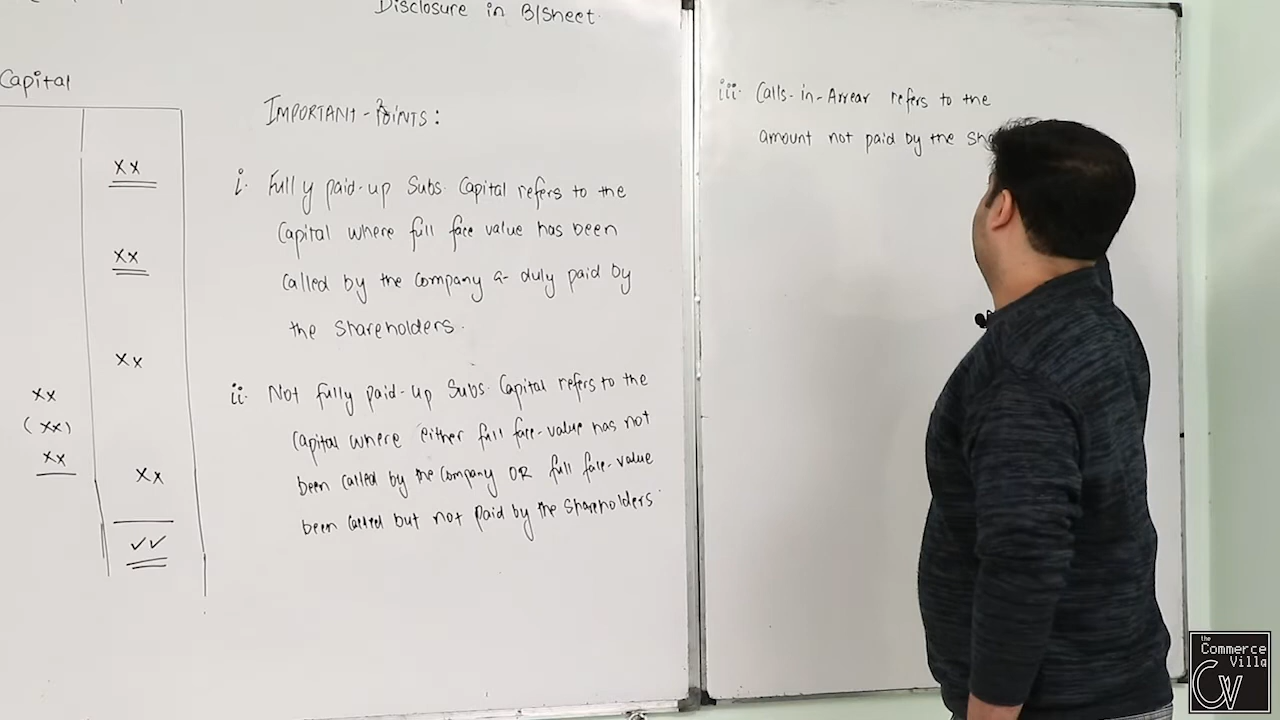 Disclosure in B/Sheet.
Capital
XX
XX
XX
XX
(XX)
XX
XX
✓✓
IMPORTANT-POINTS:
i. Fully paid-up Subs. Capital refers to the
Capital where full face value has been
called by the company & duly paid by
the Shareholders.
ii. Not fully paid-up Subs. Capital refers to the
Capital where either full face-value has not
been called by the company OR full face-value
been called but not paid by the Shareholders.
iii. Calls-in-Arrear refers to the
amount not paid by the Sha
the
Commerce
Villa
CV